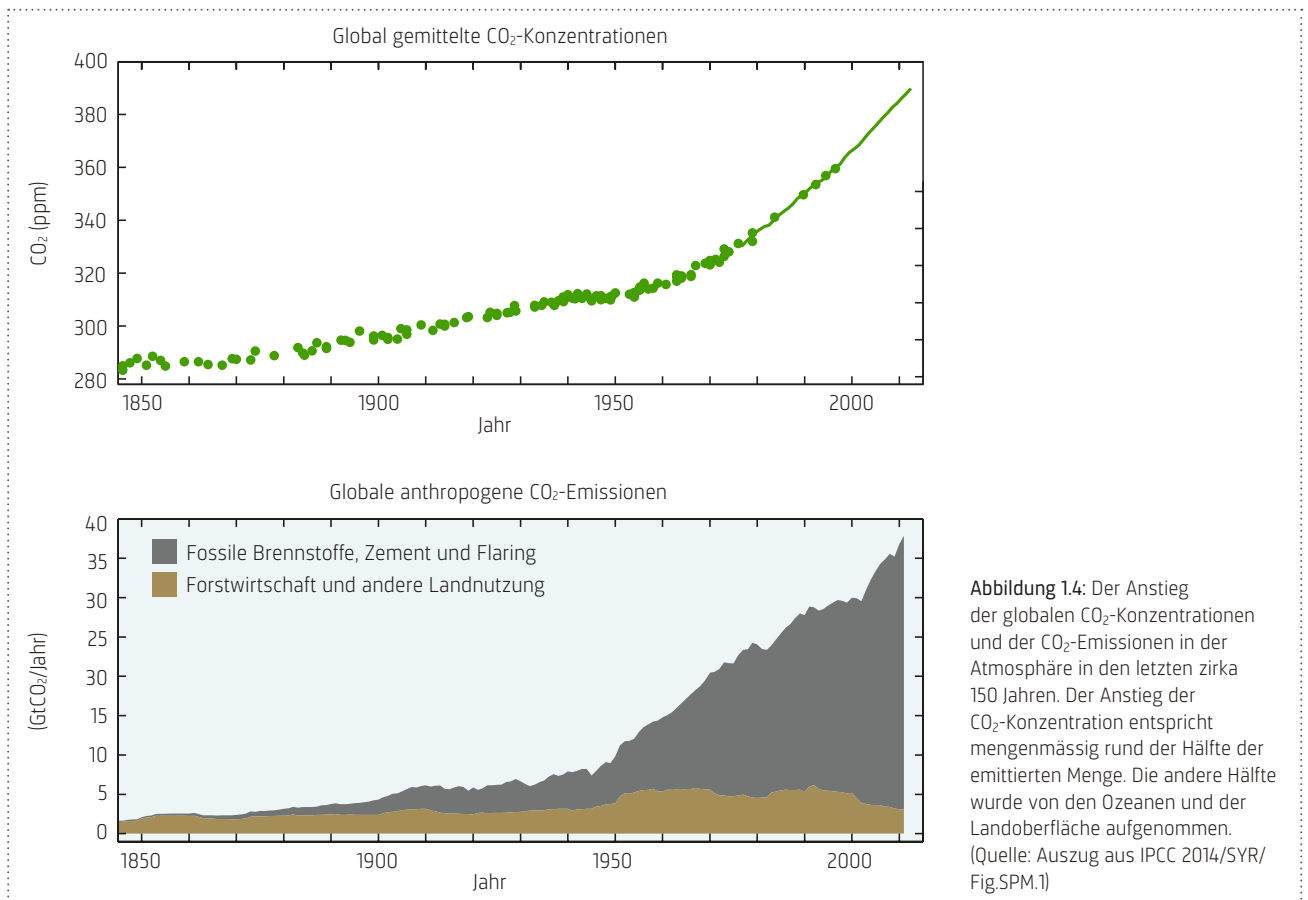 Global gemittelte CO₂-Konzentrationen
400
380
360
340
320
300
280
CO₂ (ppm)
1850 1900 1950 2000
Jahr
Globale anthropogene CO₂-Emissionen
40
35
30
25
30
15
10
5
0
(GtCO₂/Jahr)
Fossile Brennstoffe, Zement und Flaring
Forstwirtschaft und andere Landnutzung
1850 1900 1950 2000
Jahr
Abbildung 1.4: Der Anstieg
der globalen CO₂-Konzentrationen
und der CO₂-Emissionen in der
Atmosphäre in den letzten zirka
150 Jahren. Der Anstieg der
CO₂-Konzentration entspricht
mengenmässig rund der Hälfte der
emittierten Menge. Die andere Hälfte
wurde von den Ozeanen und der
Landoberfläche aufgenommen.
(Quelle: Auszug aus IPCC 2014/SYR/
Fig.SPM.1)